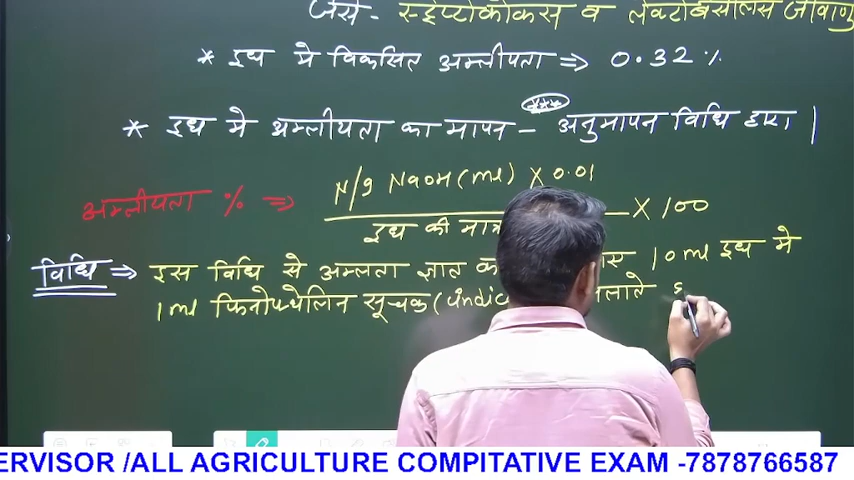 जैसे - स्ट्रेप्टोकोकस व लेक्टोबेसीलस जीवाणु
* दूध में विकसित अम्लीयता ⇒ 0.32 %
* दूध में अम्लीयता का मापन - अनुमापन विधि द्वारा |
अम्लीयता % ⇒ N/9 NaOH (ml) X 0.01
दूध की मात्रा X 100
विधि ⇒ इस विधि से अम्लता ज्ञात 10 ml दूध में
1 ml फिनोफ्थेलिन सूचक (indic
ERVISOR /ALL AGRICULTURE COMPITATIVE EXAM -7878766587